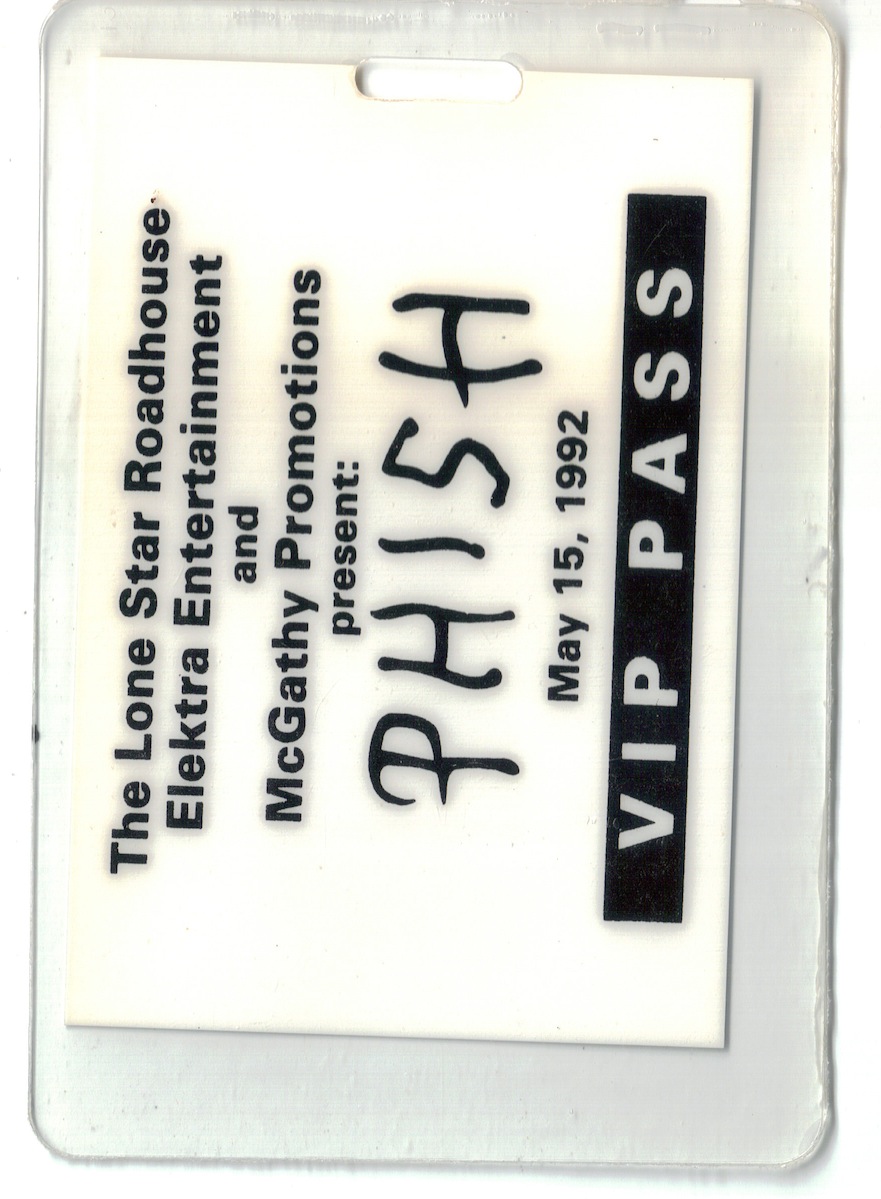 The Lone Star Roadhouse
Elektra Entertainment
and
McGathy Promotions
present:
PHISH
May 15, 1992
VIP PASS